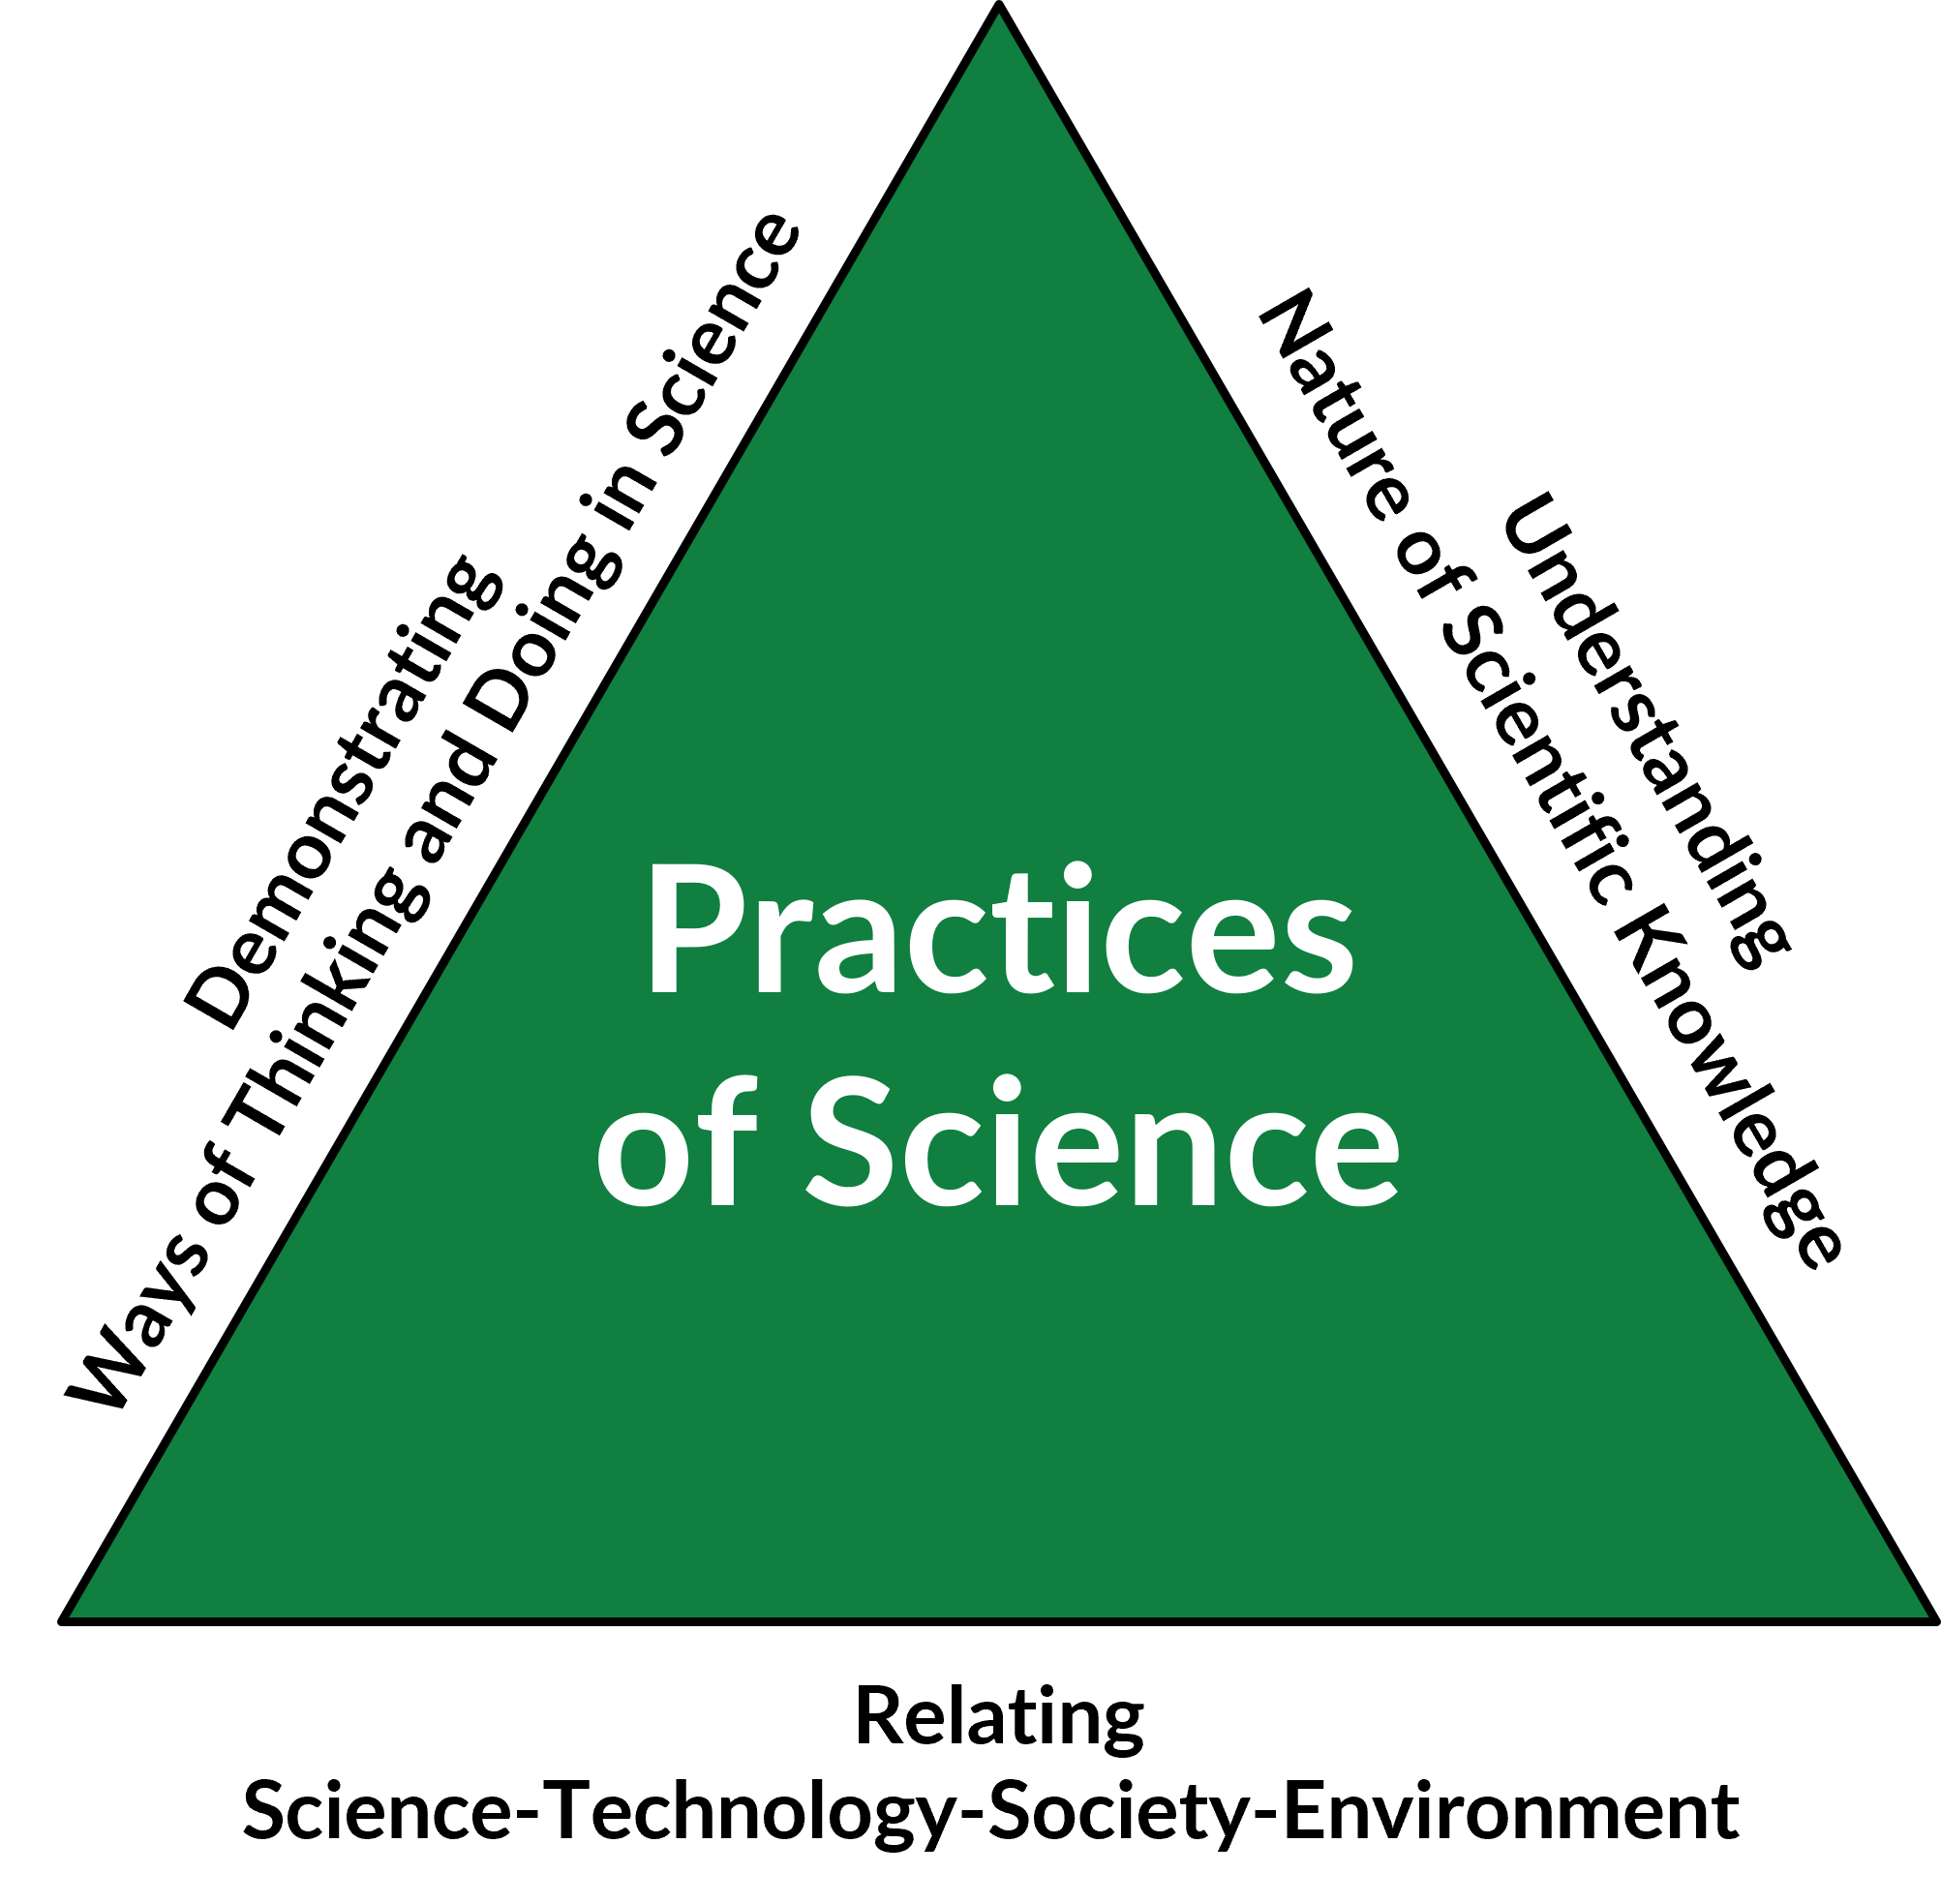 Demonstrating
Ways of Thinking and Doing in Science
Understanding
Nature of Scientific Knowledge
Practices
of Science
Relating
Science-Technology-Society-Environment